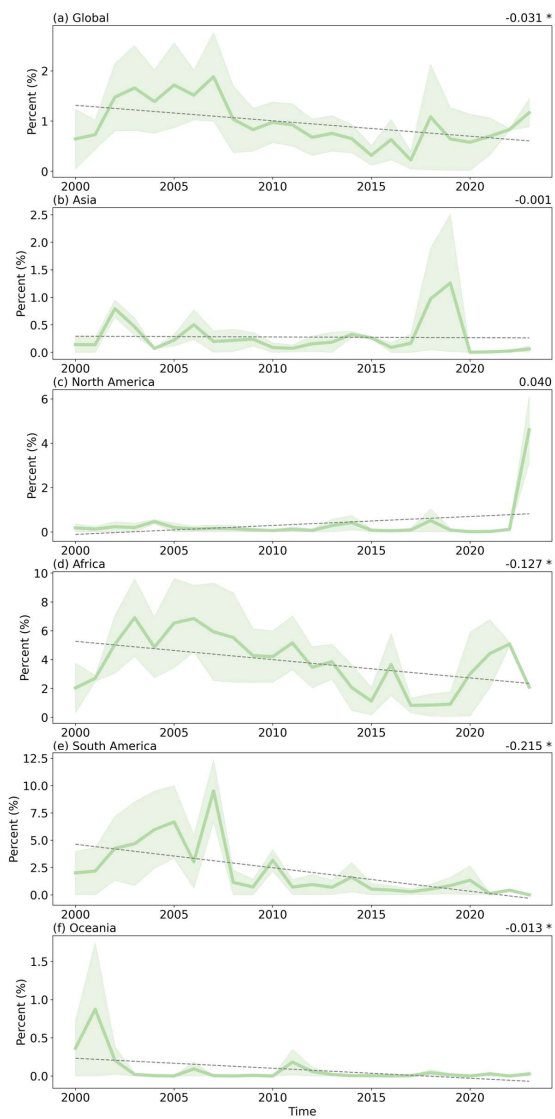 (a) Global -0.031 *
Percent (%)
2
1
0
2000 2005 2010 2015 2020
(b) Asia -0.001
Percent (%)
2.5
2.0
1.5
1.0
0.5
0.0
2000 2005 2010 2015 2020
(c) North America 0.040
Percent (%)
6
4
2
0
2000 2005 2010 2015 2020
(d) Africa -0.127 *
Percent (%)
10
8
6
4
2
0
2000 2005 2010 2015 2020
(e) South America -0.215 *
Percent (%)
12.5
10.0
7.5
5.0
2.5
0.0
2000 2005 2010 2015 2020
(f) Oceania -0.013 *
Percent (%)
1.5
1.0
0.5
0.0
2000 2005 2010 2015 2020
Time